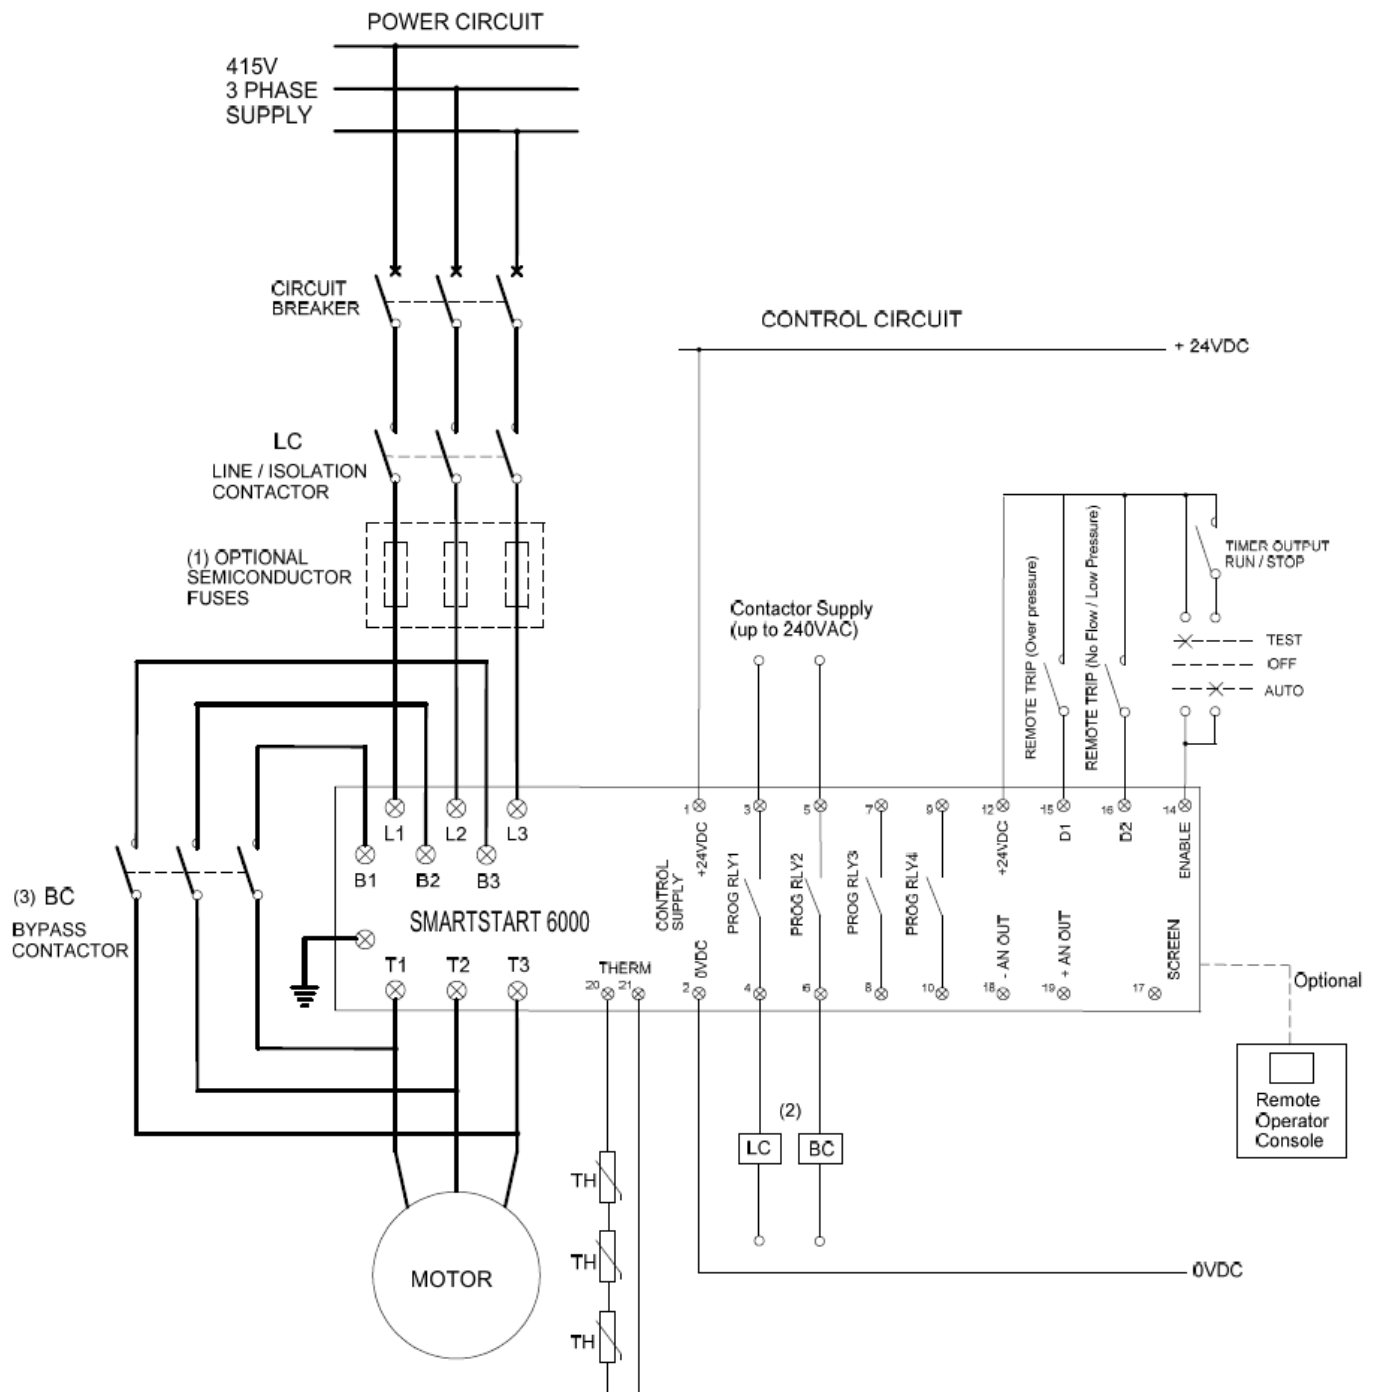 POWER CIRCUIT
415V
3 PHASE
SUPPLY
CIRCUIT
BREAKER
CONTROL CIRCUIT
+ 24VDC
LC
LINE / ISOLATION
CONTACTOR
(1) OPTIONAL
SEMICONDUCTOR
FUSES
Contactor Supply
(up to 240VAC)
REMOTE TRIP (Over pressure)
REMOTE TRIP (No Flow / Low Pressure)
TIMER OUTPUT
RUN / STOP
TEST
OFF
AUTO
L1
L2
L3
1
3
5
7
9
12
15
16
14
B1
B2
B3
CONTROL
SUPPLY
+24VDC
0VDC
PROG RLY1
PROG RLY2
PROG RLY3
PROG RLY4
+24VDC
D1
D2
ENABLE
(3) BC
BYPASS
CONTACTOR
SMARTSTART 6000
- AN OUT
+ AN OUT
SCREEN
T1
T2
T3
THERM
20
21
2
4
6
8
10
18
19
17
Optional
Remote
Operator
Console
(2)
LC
BC
TH
TH
TH
MOTOR
0VDC